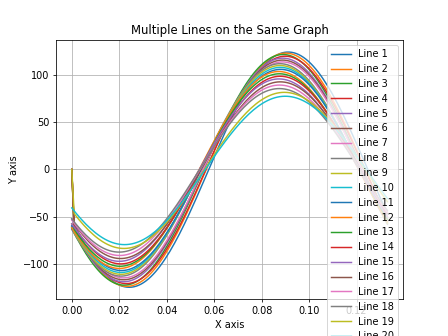 Multiple Lines on the Same Graph
Y axis
100
50
0
−50
−100
0.00
0.02
0.04
0.06
0.08
0.10
X axis
Line 1
Line 2
Line 3
Line 4
Line 5
Line 6
Line 7
Line 8
Line 9
Line 10
Line 11
Line 12
Line 13
Line 14
Line 15
Line 16
Line 17
Line 18
Line 19
Line 20